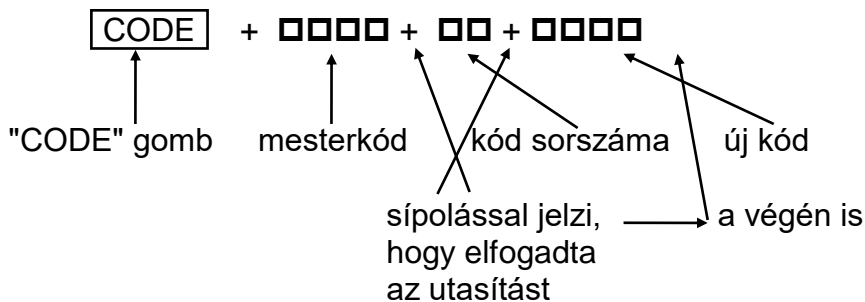 CODE + □□□□ + □□ + □□□□
"CODE" gomb mesterkód kód sorszáma új kód
sípolással jelzi, a végén is
hogy elfogadta
az utasítást